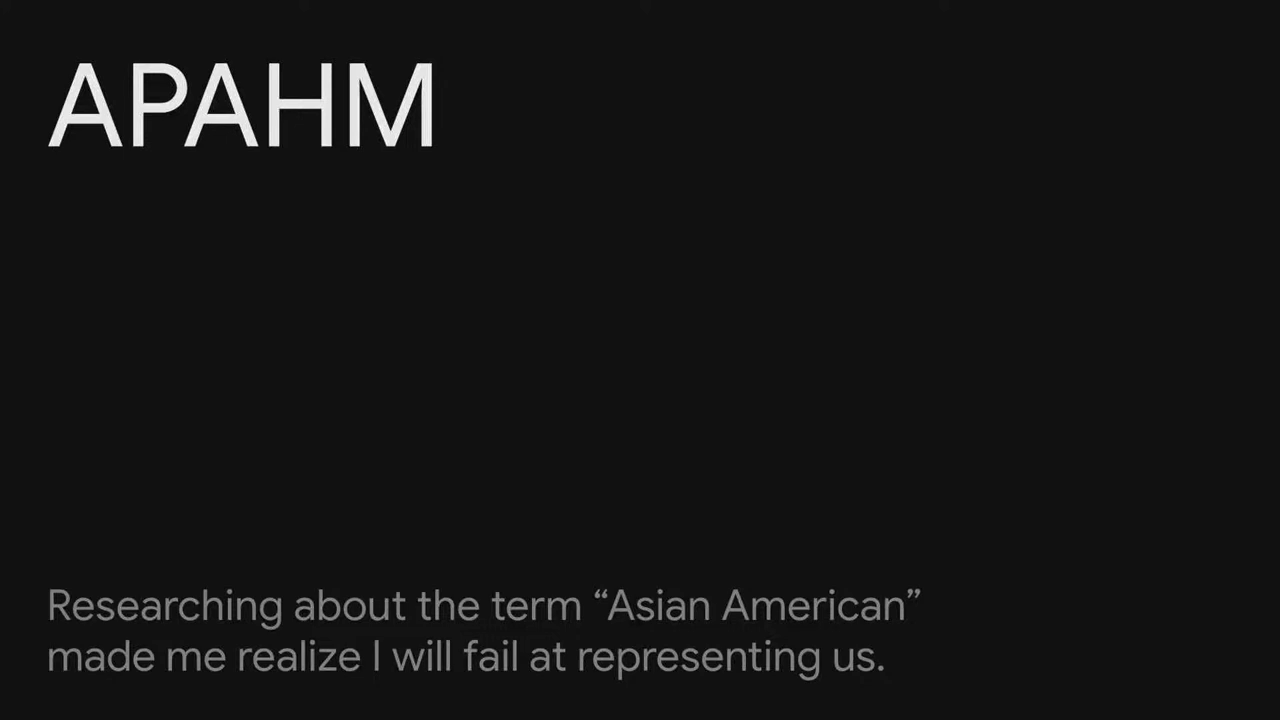 APAHM
Researching about the term “Asian American”
made me realize I will fail at representing us.